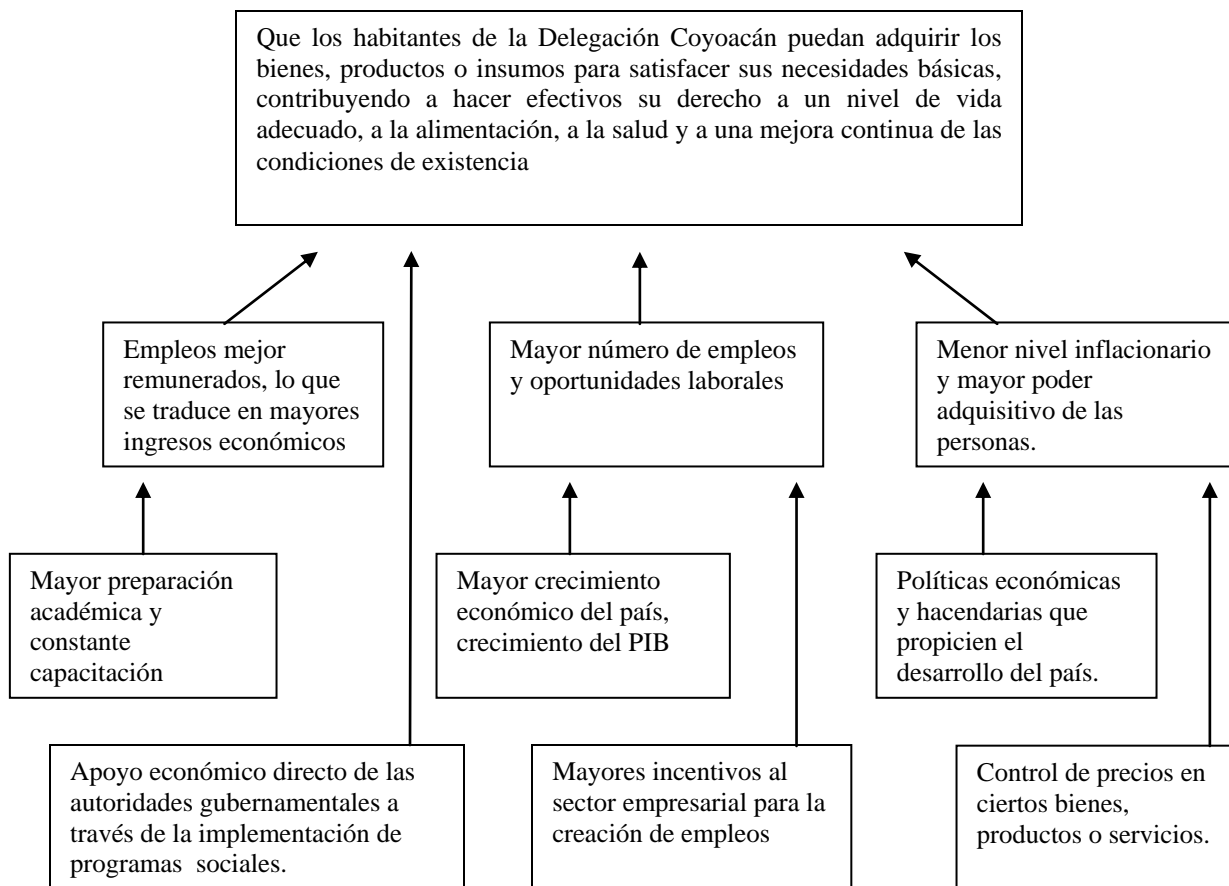 Que los habitantes de la Delegación Coyoacán puedan adquirir los
bienes, productos o insumos para satisfacer sus necesidades básicas,
contribuyendo a hacer efectivos su derecho a un nivel de vida
adecuado, a la alimentación, a la salud y a una mejora continua de las
condiciones de existencia
Empleos mejor
remunerados, lo que
se traduce en mayores
ingresos económicos
Mayor número de empleos
y oportunidades laborales
Menor nivel inflacionario
y mayor poder
adquisitivo de las
personas.
Mayor preparación
académica y
constante
capacitación
Mayor crecimiento
económico del país,
crecimiento del PIB
Políticas económicas
y hacendarias que
propicien el
desarrollo del país.
Apoyo económico directo de las
autoridades gubernamentales a
través de la implementación de
programas sociales.
Mayores incentivos al
sector empresarial para la
creación de empleos
Control de precios en
ciertos bienes,
productos o servicios.